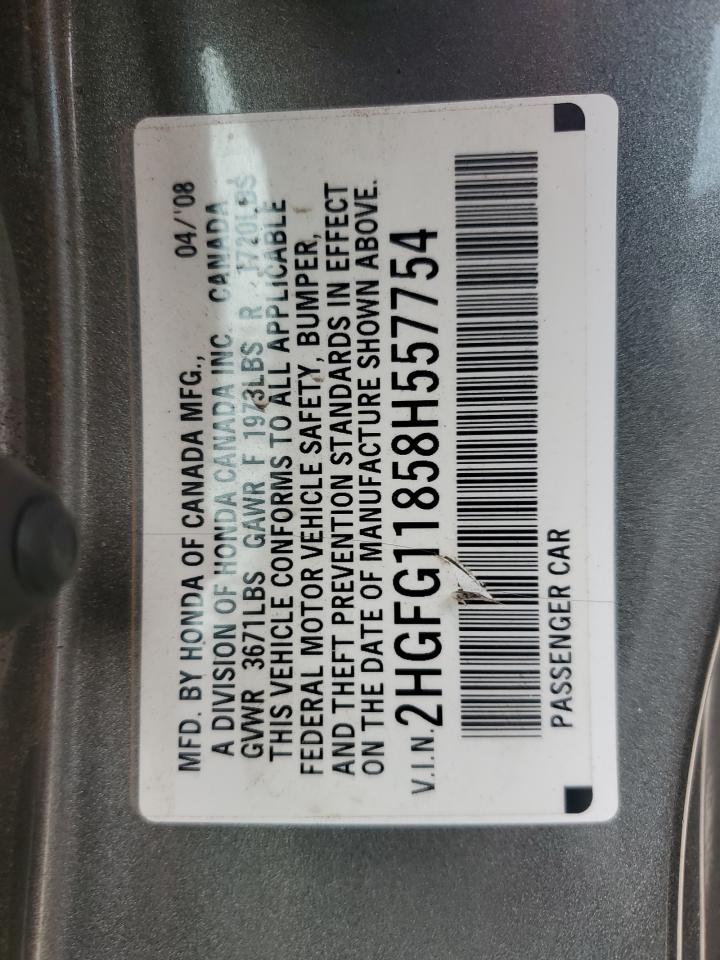 MFD. BY HONDA OF CANADA MFG., 04/'08
A DIVISION OF HONDA CANADA INC CANADA
GVWR 3671LBS GAWR F 1973LBS R 1720LBS
THIS VEHICLE CONFORMS TO ALL APPLICABLE
FEDERAL MOTOR VEHICLE SAFETY, BUMPER,
AND THEFT PREVENTION STANDARDS IN EFFECT
ON THE DATE OF MANUFACTURE SHOWN ABOVE.
V.I.N. 2HGFG11858H557754
PASSENGER CAR